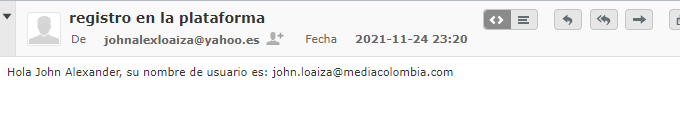 registro en la plataforma
De johnalexloaiza@yahoo.es Fecha 2021-11-24 23:20
Hola John Alexander, su nombre de usuario es: john.loaiza@mediacolombia.com